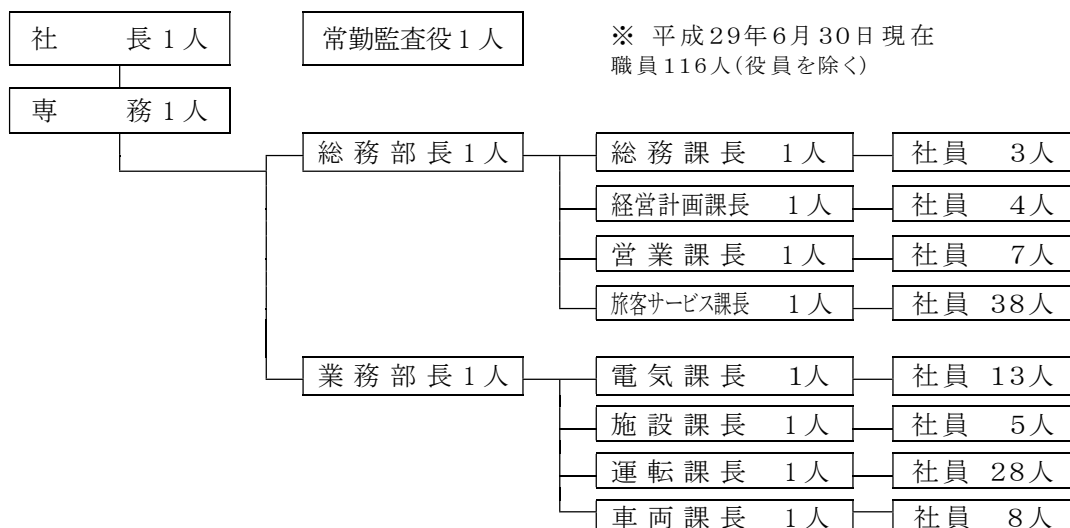 社 長 1人 常勤監査役 1人 ※ 平成29年6月30日現在
職員116人(役員を除く)
専 務 1人
総務部長 1人 総務課長 1人 社員 3人
経営計画課長 1人 社員 4人
営業課長 1人 社員 7人
旅客サービス課長 1人 社員 38人
業務部長 1人 電気課長 1人 社員 13人
施設課長 1人 社員 5人
運転課長 1人 社員 28人
車両課長 1人 社員 8人